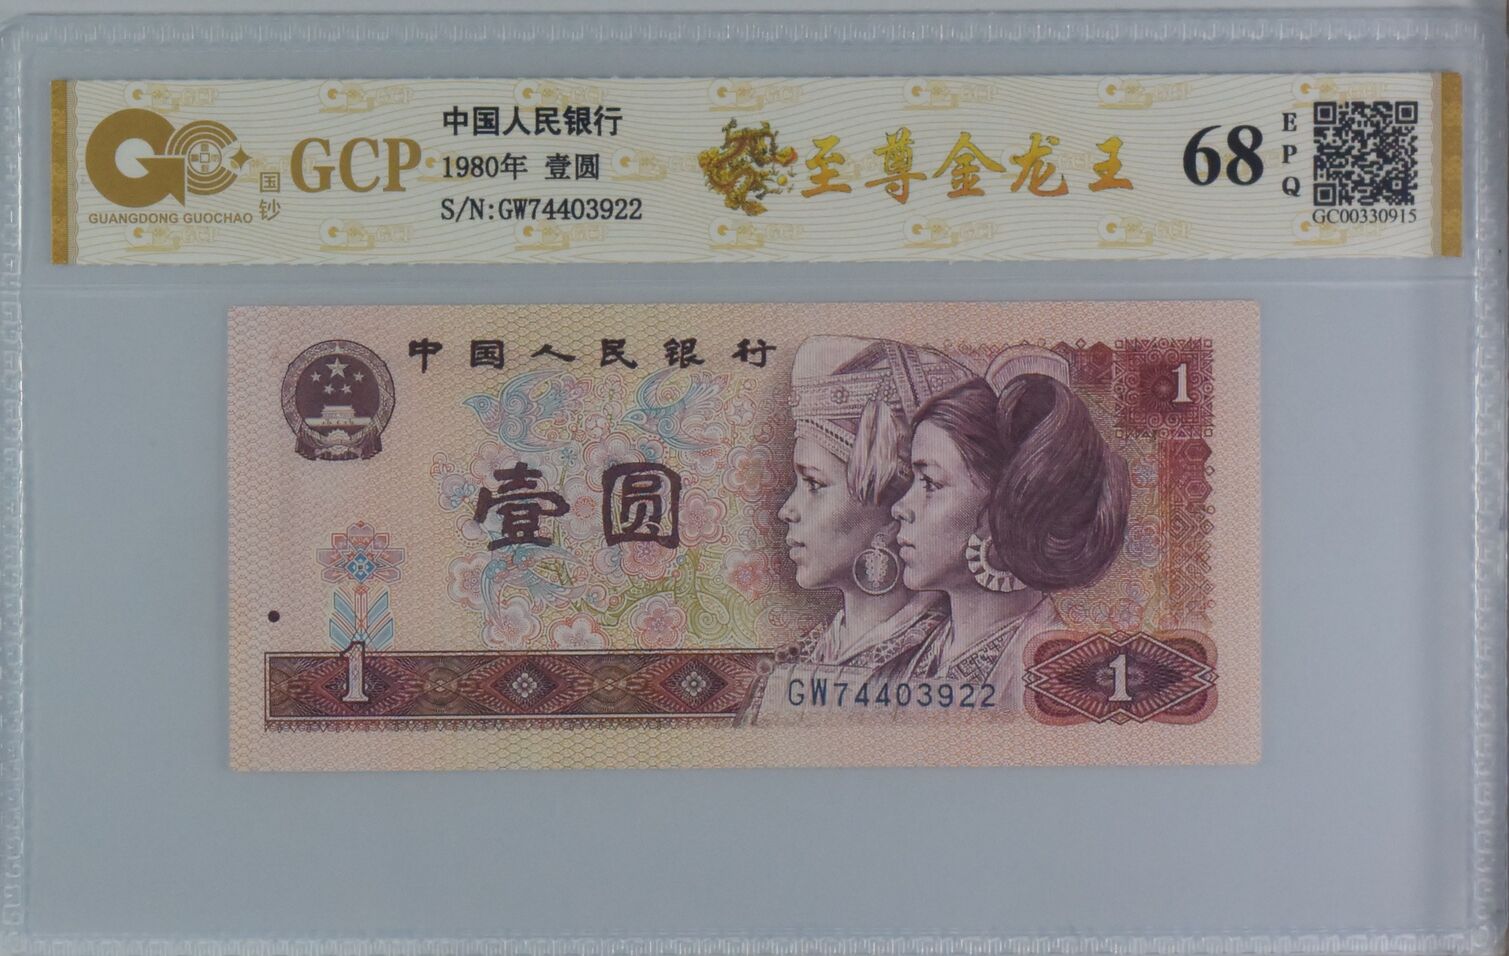 GCP
国钞
GUANGDONG GUOCHAO
中国人民银行
1980年 壹圆
S/N:GW74403922
至尊金龙王
68
EPQ
GC00330915
中国人民银行
1
壹圆
1
GW74403922
1